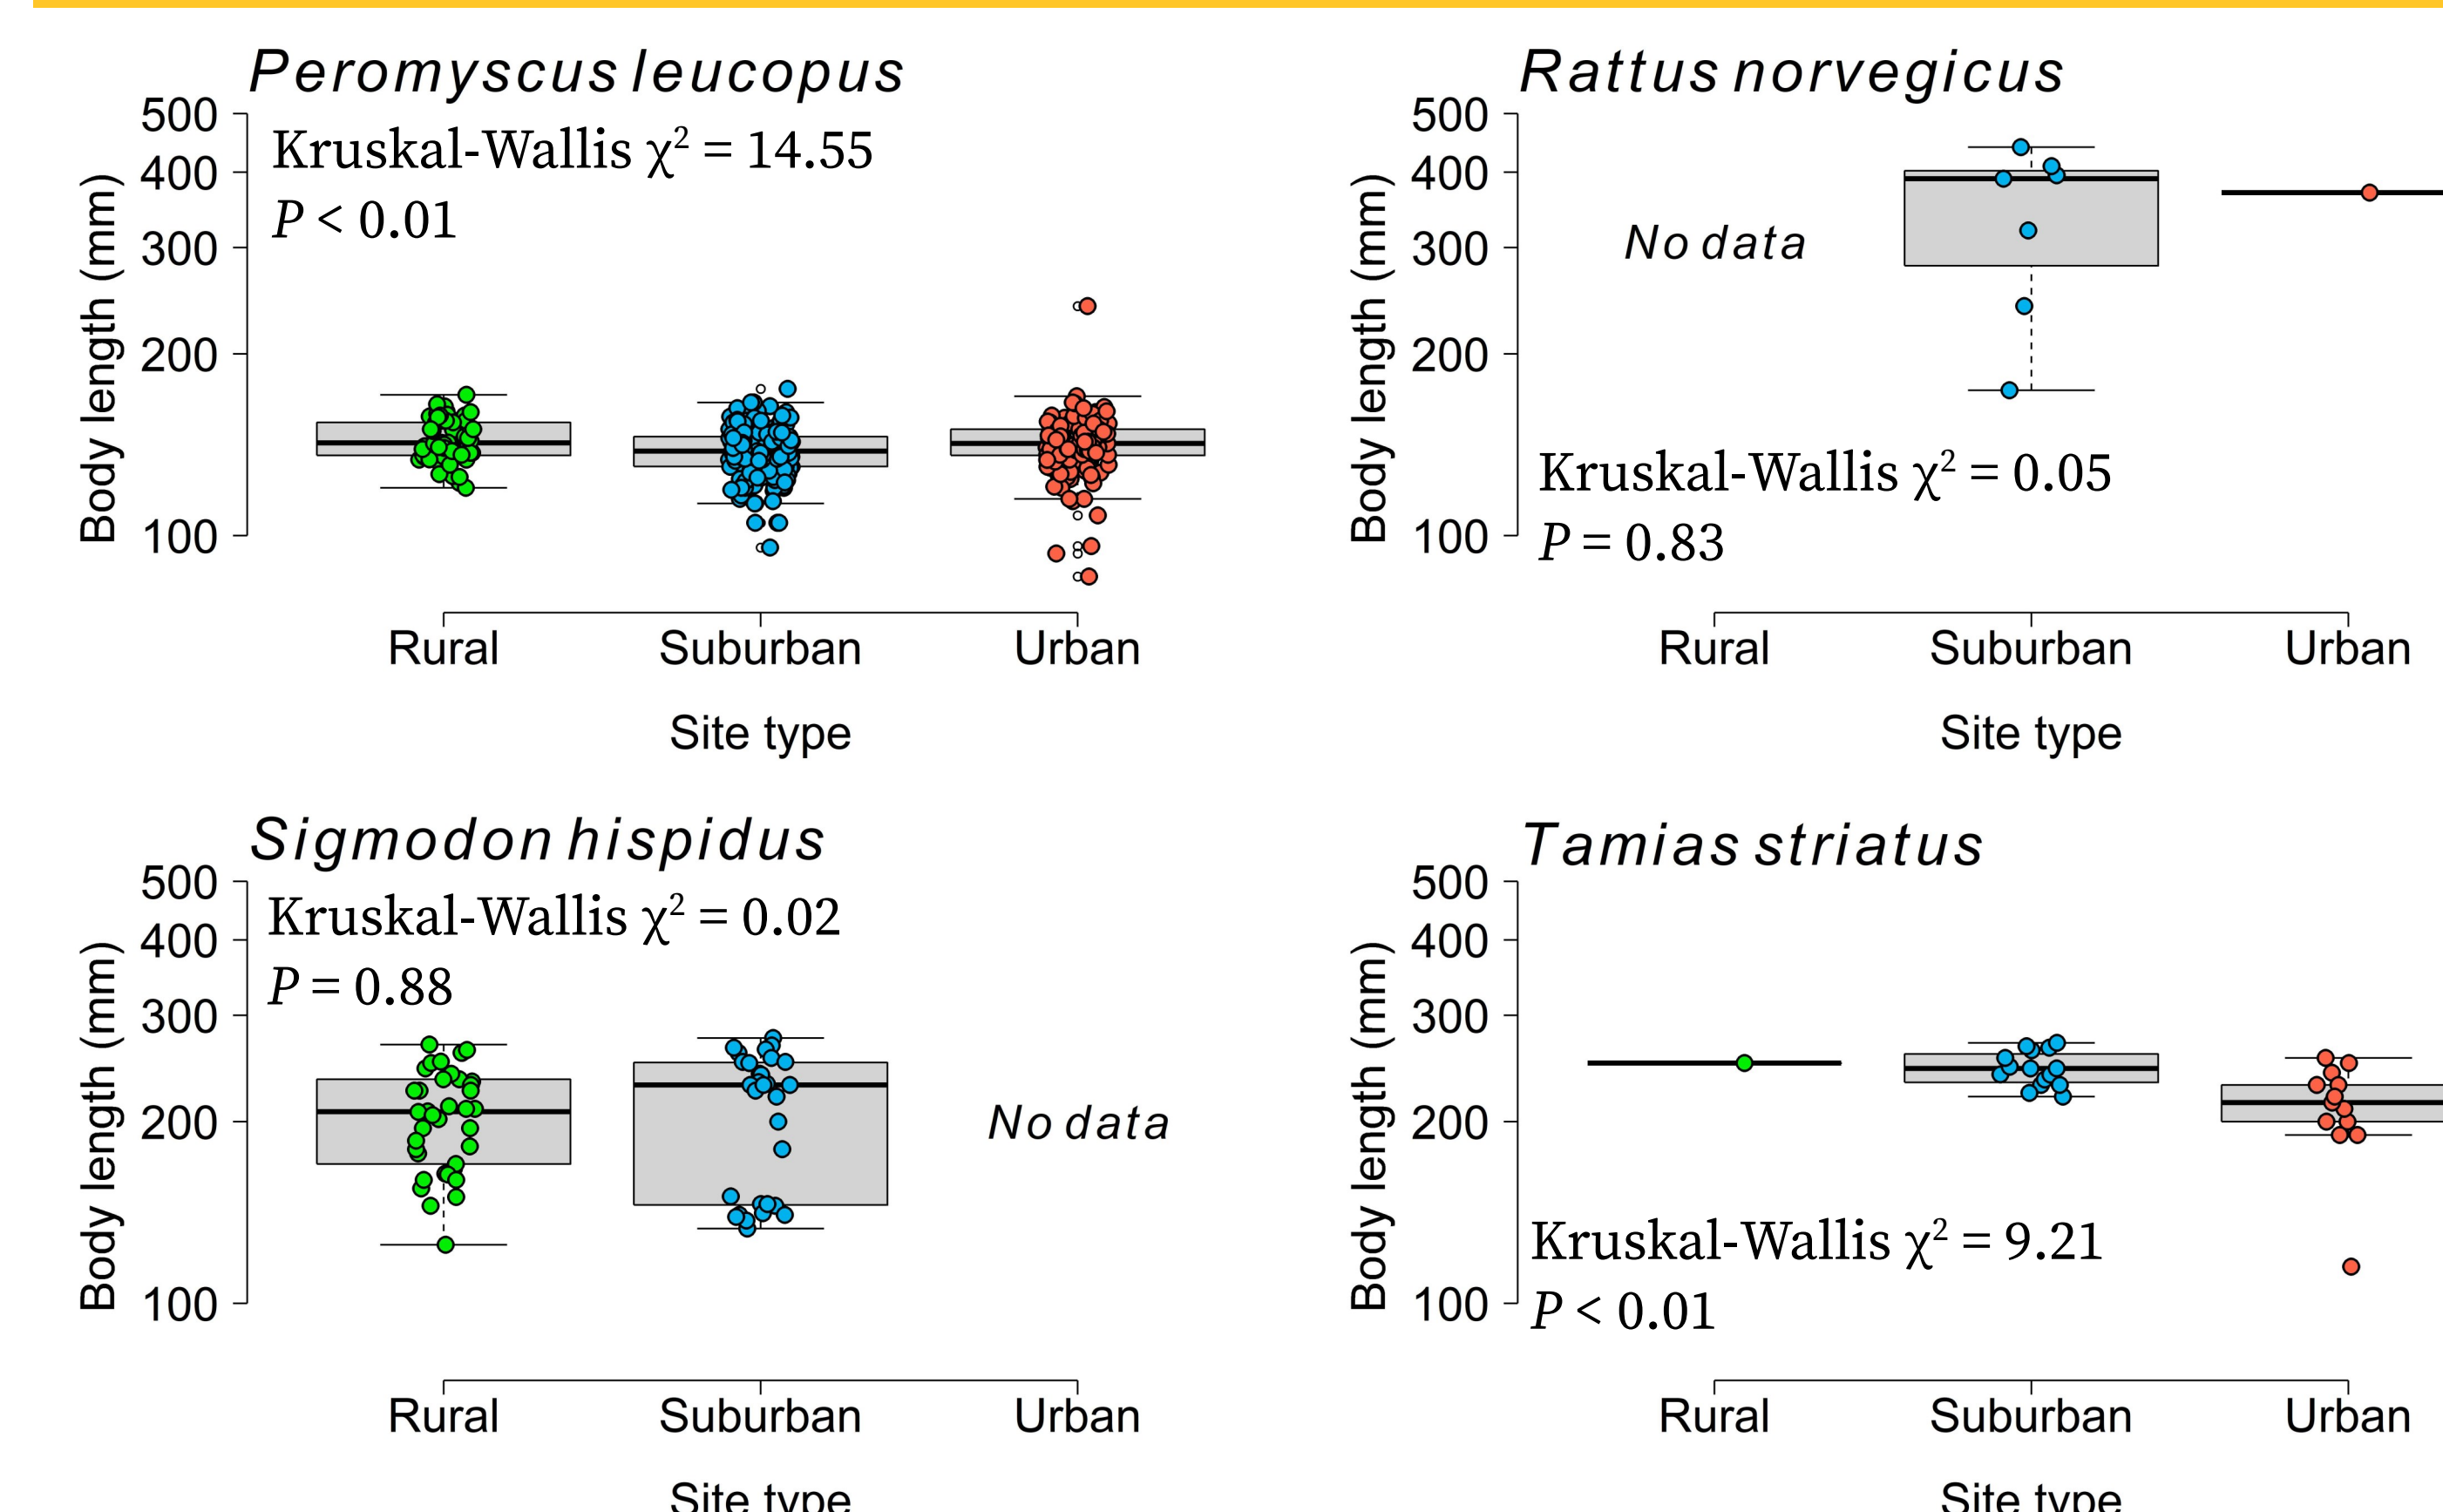 Peromyscus leucopus
Kruskal-Wallis χ² = 14.55
P < 0.01
500
400
300
200
100
Body length (mm)
Rural Suburban Urban
Site type
Rattus norvegicus
500
400
300
200
100
Body length (mm)
No data
Kruskal-Wallis χ² = 0.05
P = 0.83
Rural Suburban Urban
Site type
Sigmodon hispidus
Kruskal-Wallis χ² = 0.02
P = 0.88
500
400
300
200
100
Body length (mm)
No data
Rural Suburban Urban
Site type
Tamias striatus
500
400
300
200
100
Body length (mm)
Kruskal-Wallis χ² = 9.21
P < 0.01
Rural Suburban Urban
Site type